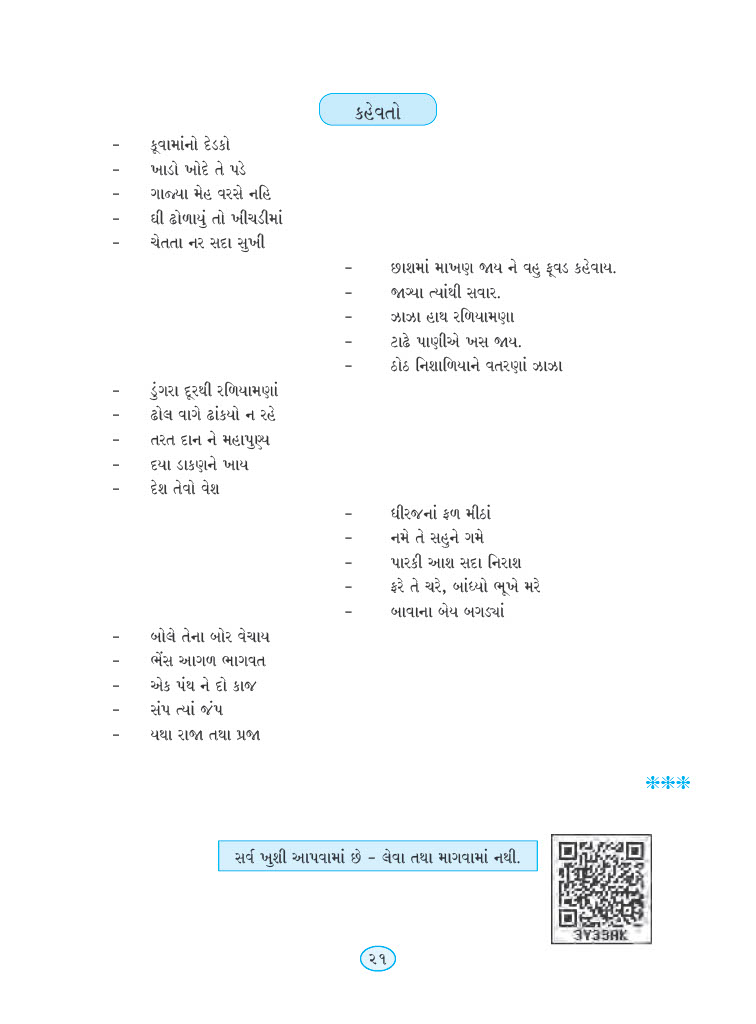 કહેવતો
- કૂવામાંનો દેડકો
- ખાડો ખોદે તે પડે
- ગાજ્યા મેહ વરસે નહિ
- ઘી ઢોળાયું તો ખીચડીમાં
- ચેતતા નર સદા સુખી
- છાશમાં માખણ જાય ને વહુ ફૂવડ કહેવાય.
- જાગ્યા ત્યાંથી સવાર.
- ઝાઝા હાથ રળિયામણા
- ટાઢે પાણીએ ખસ જાય.
- ઠોઠ નિશાળિયાને વતરણાં ઝાઝા
- ડુંગરા દૂરથી રળિયામણાં
- ઢોલ વાગે ઢાંકયો ન રહે
- તરત દાન ને મહાપુણ્ય
- દયા ડાકણને ખાય
- દેશ તેવો વેશ
- ધીરજનાં ફળ મીઠાં
- નમે તે સહુને ગમે
- પારકી આશ સદા નિરાશ
- ફરે તે ચરે, બાંધ્યો ભૂખે મરે
- બાવાના બેય બગડ્યાં
- બોલે તેના બોર વેચાય
- ભેંસ આગળ ભાગવત
- એક પંથ ને દો કાજ
- સંપ ત્યાં જંપ
- યથા રાજા તથા પ્રજા
સર્વ ખુશી આપવામાં છે - લેવા તથા માગવામાં નથી.
3Y39AK
૨૧